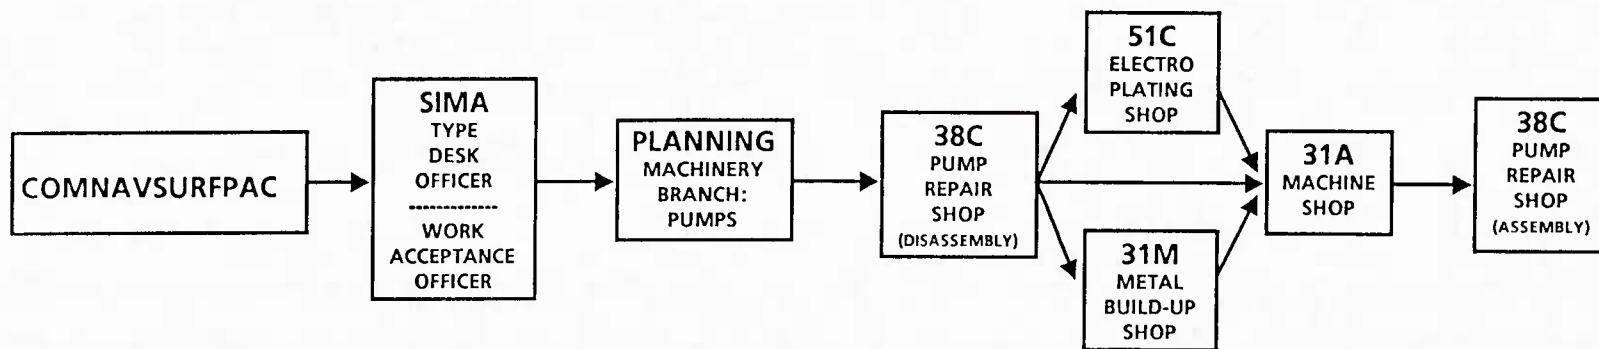 COMNAVSURFPAC
SIMA
TYPE
DESK
OFFICER
------------
WORK
ACCEPTANCE
OFFICER
PLANNING
MACHINERY
BRANCH:
PUMPS
38C
PUMP
REPAIR
SHOP
(DISASSEMBLY)
51C
ELECTRO
PLATING
SHOP
31M
METAL
BUILD-UP
SHOP
31A
MACHINE
SHOP
38C
PUMP
REPAIR
SHOP
(ASSEMBLY)